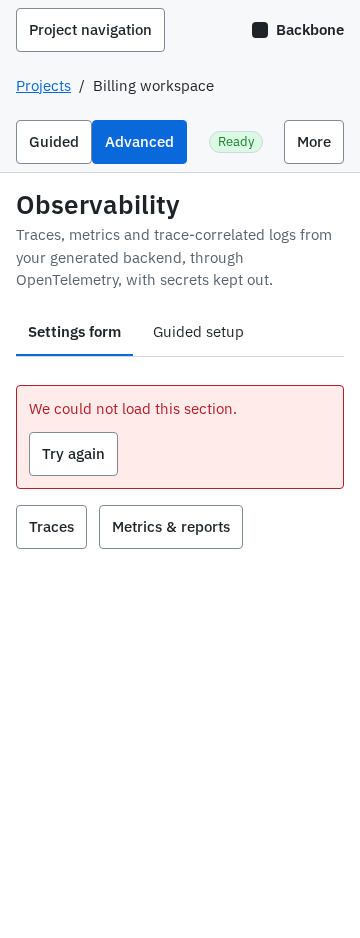 Project navigation
Backbone
Projects / Billing workspace
Guided
Advanced
Ready
More
Observability
Traces, metrics and trace-correlated logs from
your generated backend, through
OpenTelemetry, with secrets kept out.
Settings form
Guided setup
We could not load this section.
Try again
Traces
Metrics & reports